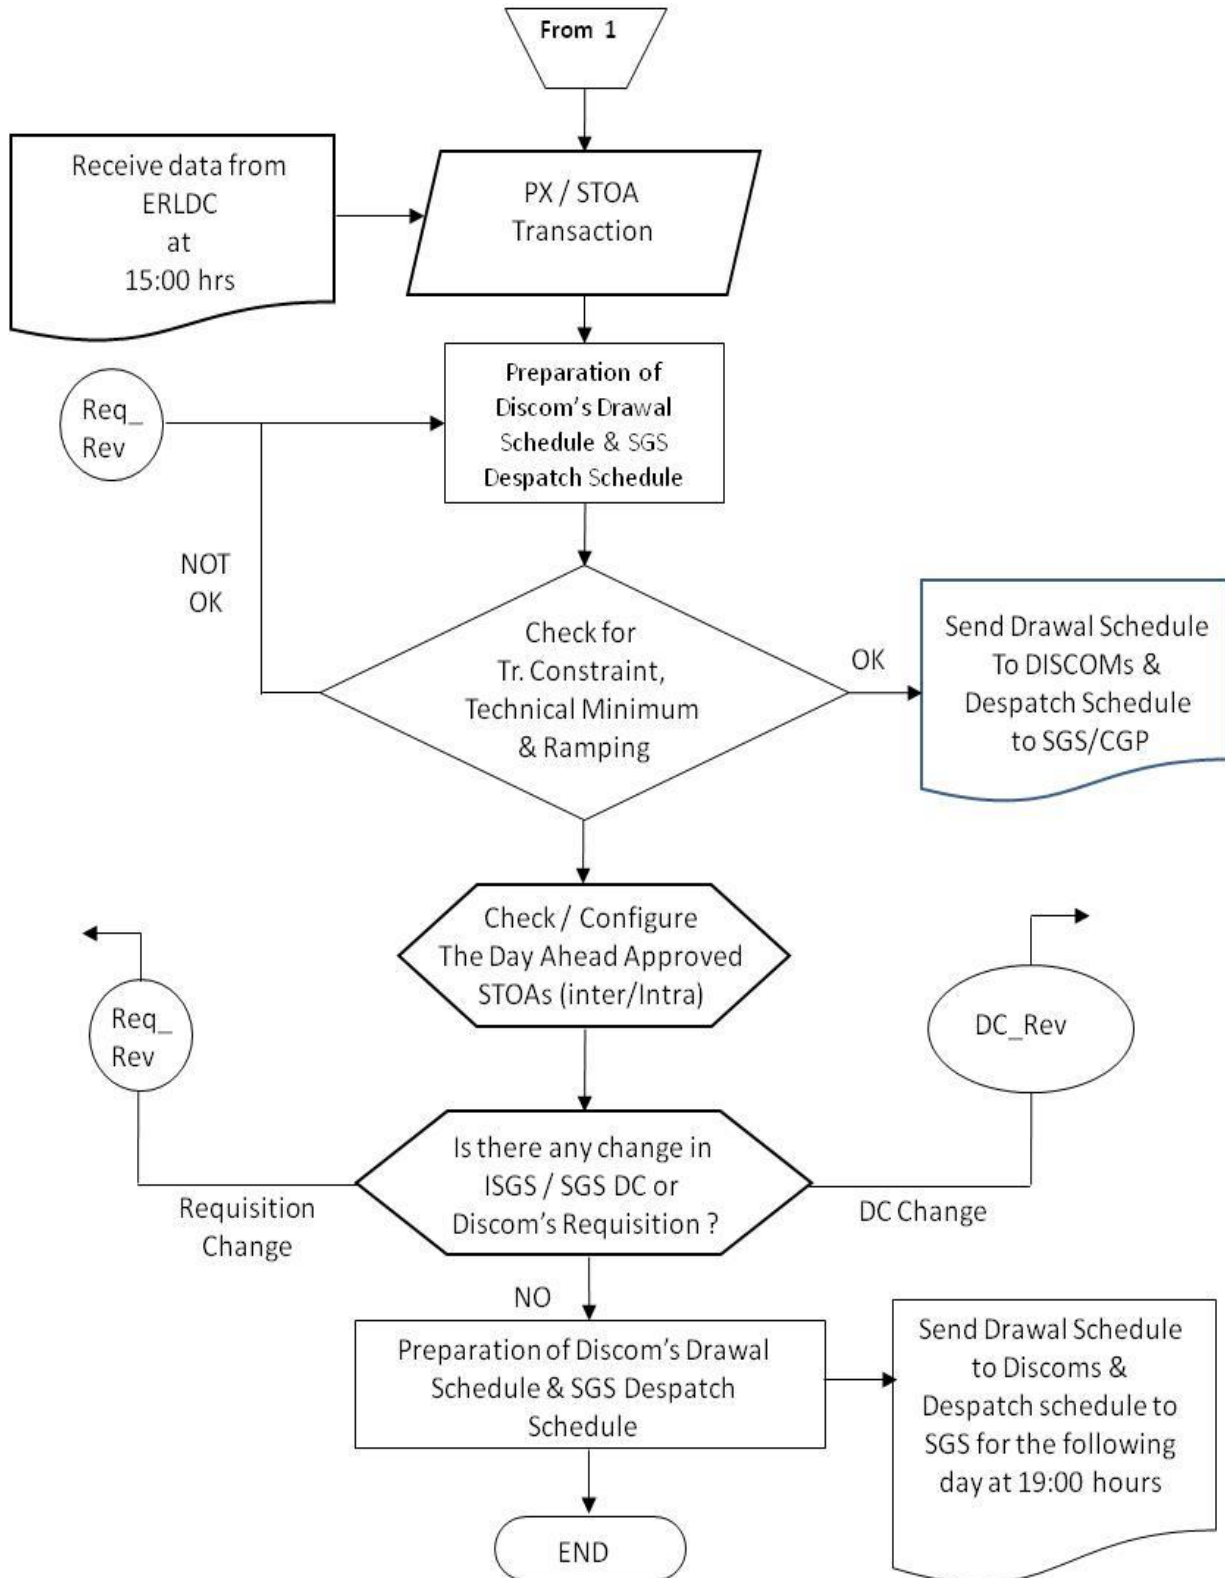 From 1
Receive data from
ERLDC
at
15:00 hrs
PX / STOA
Transaction
Req_
Rev
Preparation of
Discom's Drawal
Schedule & SGS
Despatch Schedule
NOT
OK
Check for
Tr. Constraint,
Technical Minimum
& Ramping
OK
Send Drawal Schedule
To DISCOMs &
Despatch Schedule
to SGS/CGP
Check / Configure
The Day Ahead Approved
STOAs (inter/Intra)
Req_
Rev
DC_Rev
Is there any change in
ISGS / SGS DC or
Discom's Requisition ?
Requisition
Change
DC Change
NO
Preparation of Discom's Drawal
Schedule & SGS Despatch
Schedule
Send Drawal Schedule
to Discoms &
Despatch schedule to
SGS for the following
day at 19:00 hours
END